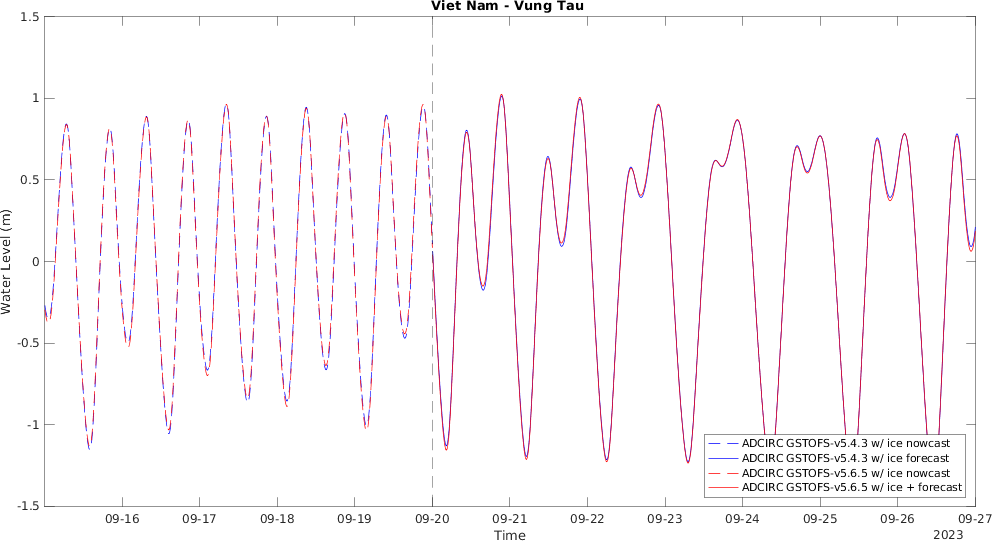 Viet Nam - Vung Tau
1.5
1
0.5
0
-0.5
-1
-1.5
Water Level (m)
ADCIRC GSTOFS-v5.4.3 w/ ice nowcast
ADCIRC GSTOFS-v5.4.3 w/ ice forecast
ADCIRC GSTOFS-v5.6.5 w/ ice nowcast
ADCIRC GSTOFS-v5.6.5 w/ ice + forecast
09-16 09-17 09-18 09-19 09-20 09-21 09-22 09-23 09-24 09-25 09-26 09-27
Time
2023